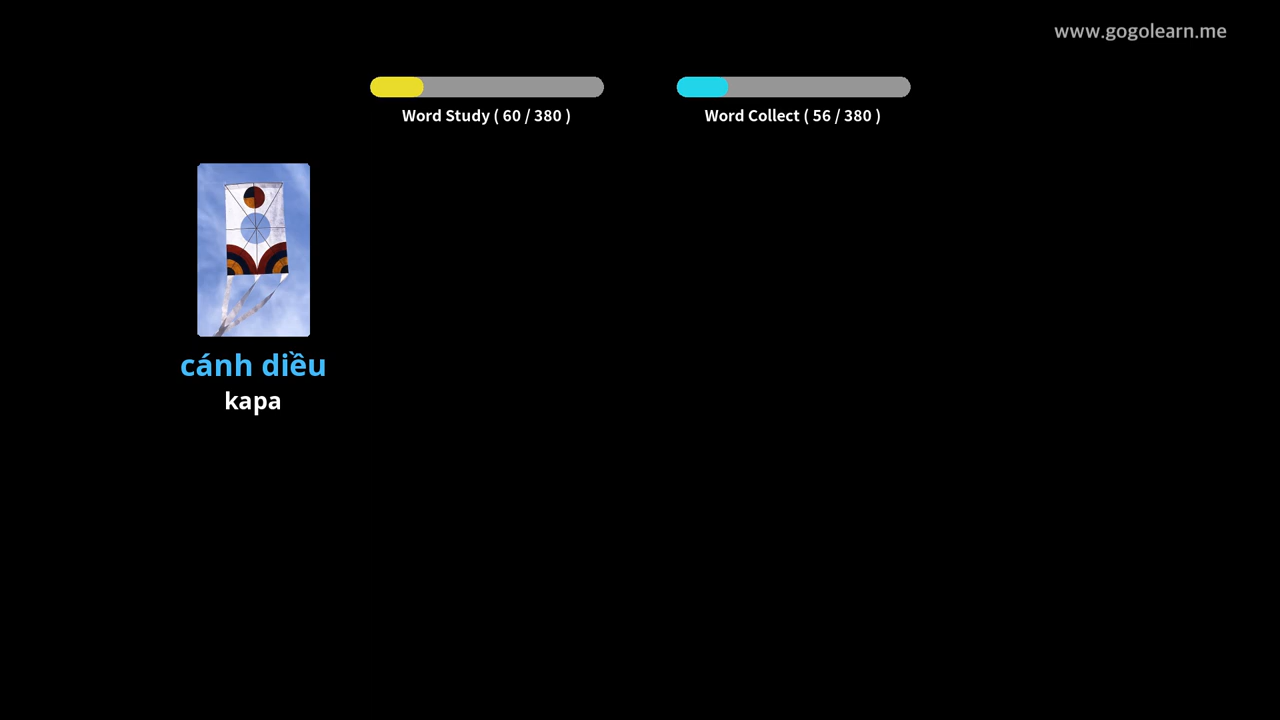 www.gogolearn.me
Word Study ( 60 / 380 )
Word Collect ( 56 / 380 )
cánh diều
kapa